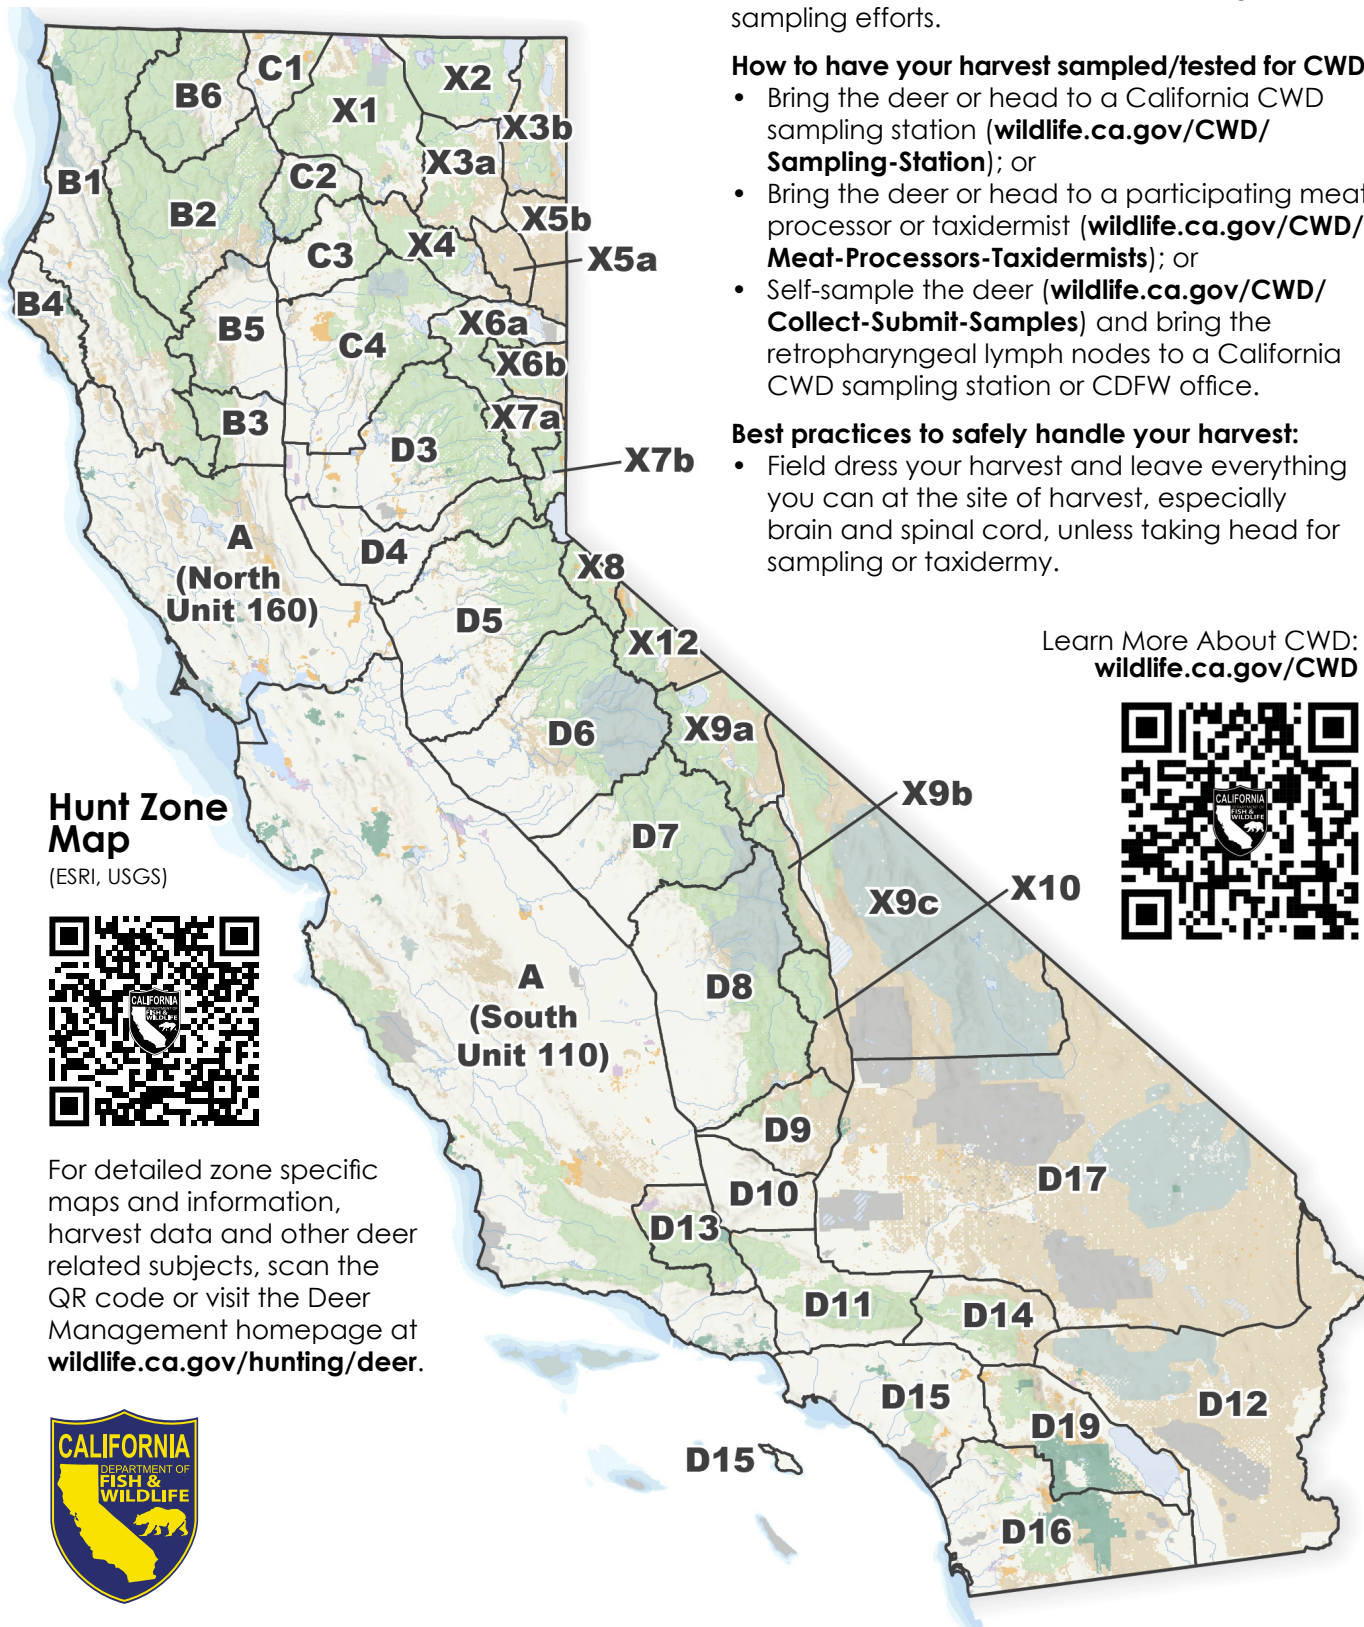 sampling efforts.
How to have your harvest sampled/tested for CWD
• Bring the deer or head to a California CWD
sampling station (wildlife.ca.gov/CWD/
Sampling-Station); or
• Bring the deer or head to a participating meat
processor or taxidermist (wildlife.ca.gov/CWD/
Meat-Processors-Taxidermists); or
• Self-sample the deer (wildlife.ca.gov/CWD/
Collect-Submit-Samples) and bring the
retropharyngeal lymph nodes to a California
CWD sampling station or CDFW office.
Best practices to safely handle your harvest:
• Field dress your harvest and leave everything
you can at the site of harvest, especially
brain and spinal cord, unless taking head for
sampling or taxidermy.
Learn More About CWD:
wildlife.ca.gov/CWD
CALIFORNIA
DEPARTMENT OF
FISH &
WILDLIFE
C1
B6
X2
X1
X3b
X3a
B1
C2
B2
X5b
X4
C3
X5a
B4
X6a
B5
C4
X6b
X7a
B3
D3
X7b
A
(North
Unit 160)
D4
X8
D5
X12
D6
X9a
X9b
D7
X9c
X10
A
(South
Unit 110)
D8
D9
D17
D10
D13
D11
D14
D15
D19
D12
D15
D16
Hunt Zone
Map
(ESRI, USGS)
CALIFORNIA
DEPARTMENT OF
FISH &
WILDLIFE
For detailed zone specific
maps and information,
harvest data and other deer
related subjects, scan the
QR code or visit the Deer
Management homepage at
wildlife.ca.gov/hunting/deer.
CALIFORNIA
DEPARTMENT OF
FISH &
WILDLIFE